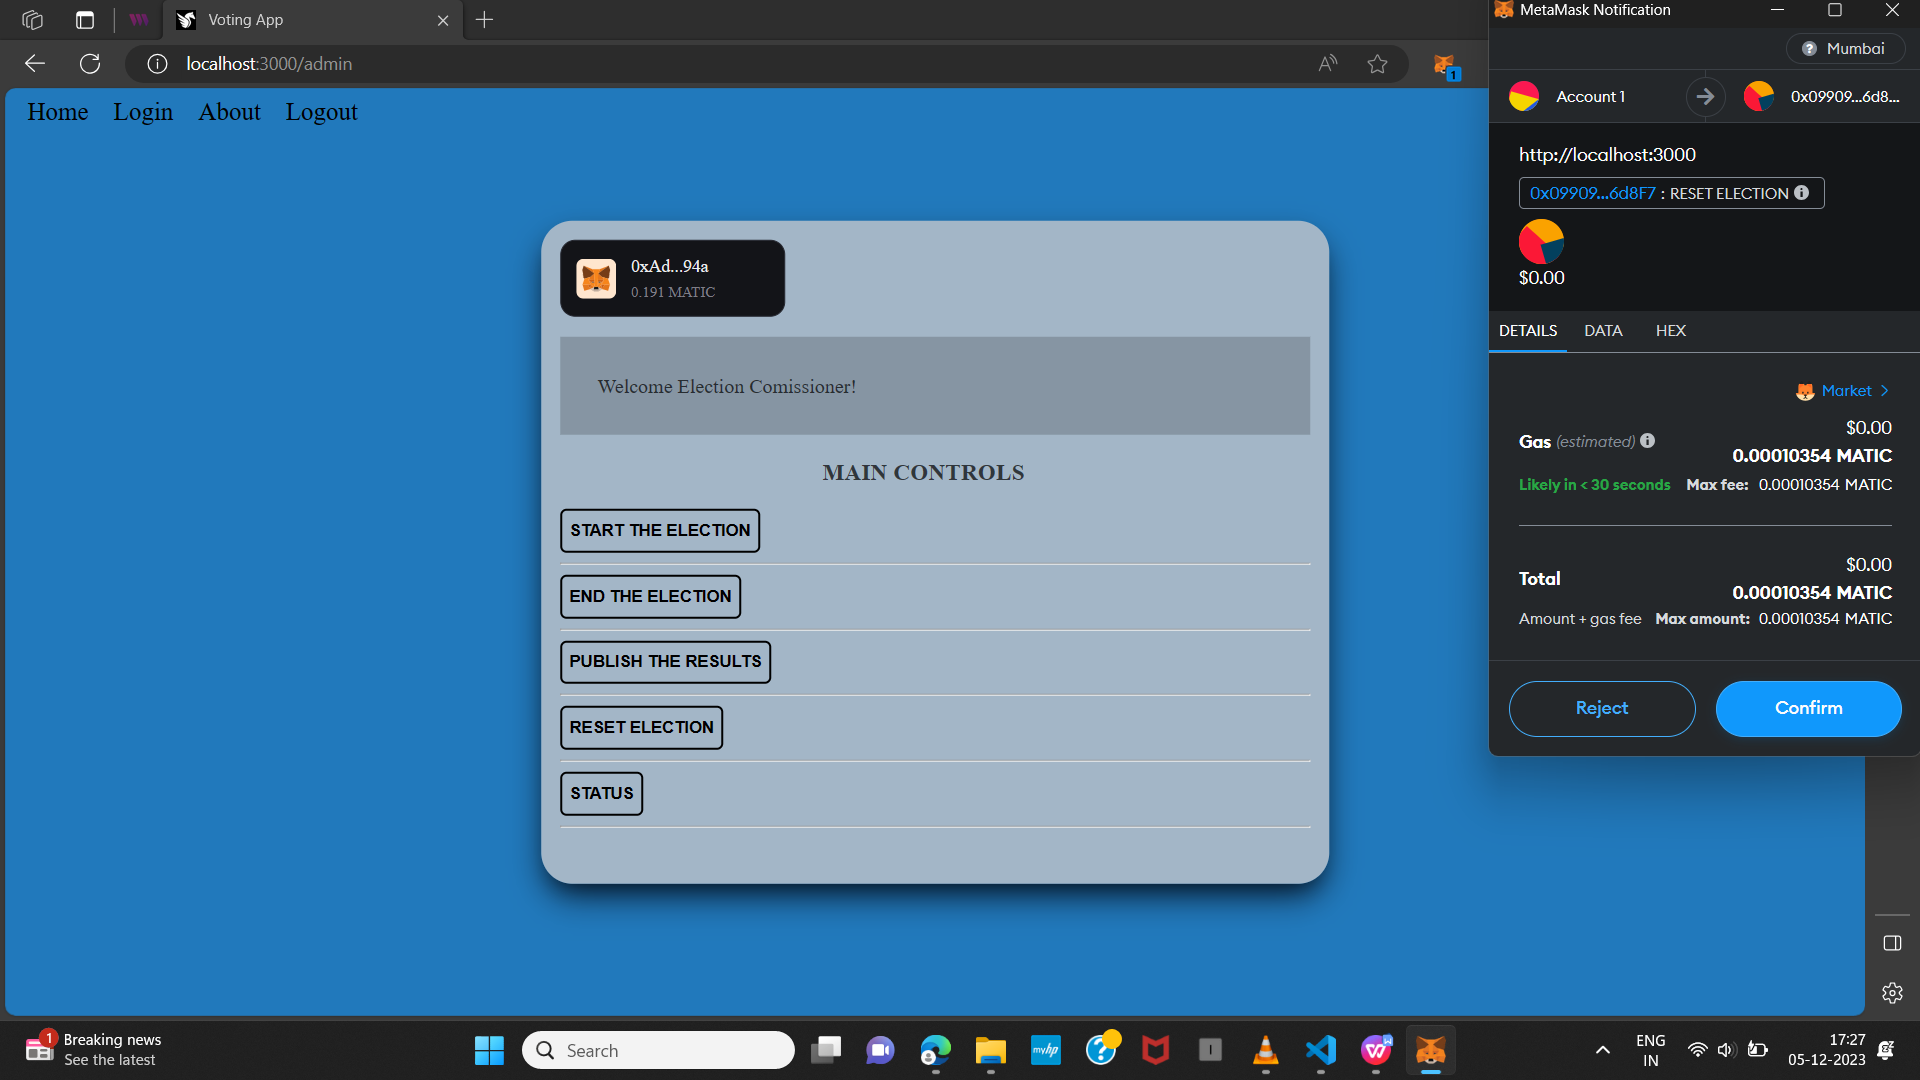 Voting App
localhost:3000/admin
Home Login About Logout
0xAd...94a
0.191 MATIC
Welcome Election Comissioner!
MAIN CONTROLS
START THE ELECTION
END THE ELECTION
PUBLISH THE RESULTS
RESET ELECTION
STATUS
MetaMask Notification
Mumbai
Account 1
0x09909...6d8...
http://localhost:3000
0x09909...6d8F7 : RESET ELECTION
$0.00
DETAILS DATA HEX
Market
$0.00
Gas (estimated)
0.00010354 MATIC
Likely in < 30 seconds Max fee: 0.00010354 MATIC
$0.00
Total
0.00010354 MATIC
Amount + gas fee Max amount: 0.00010354 MATIC
Reject Confirm
1
1
Breaking news
See the latest
Search
myhp
ENG
IN
17:27
05-12-2023